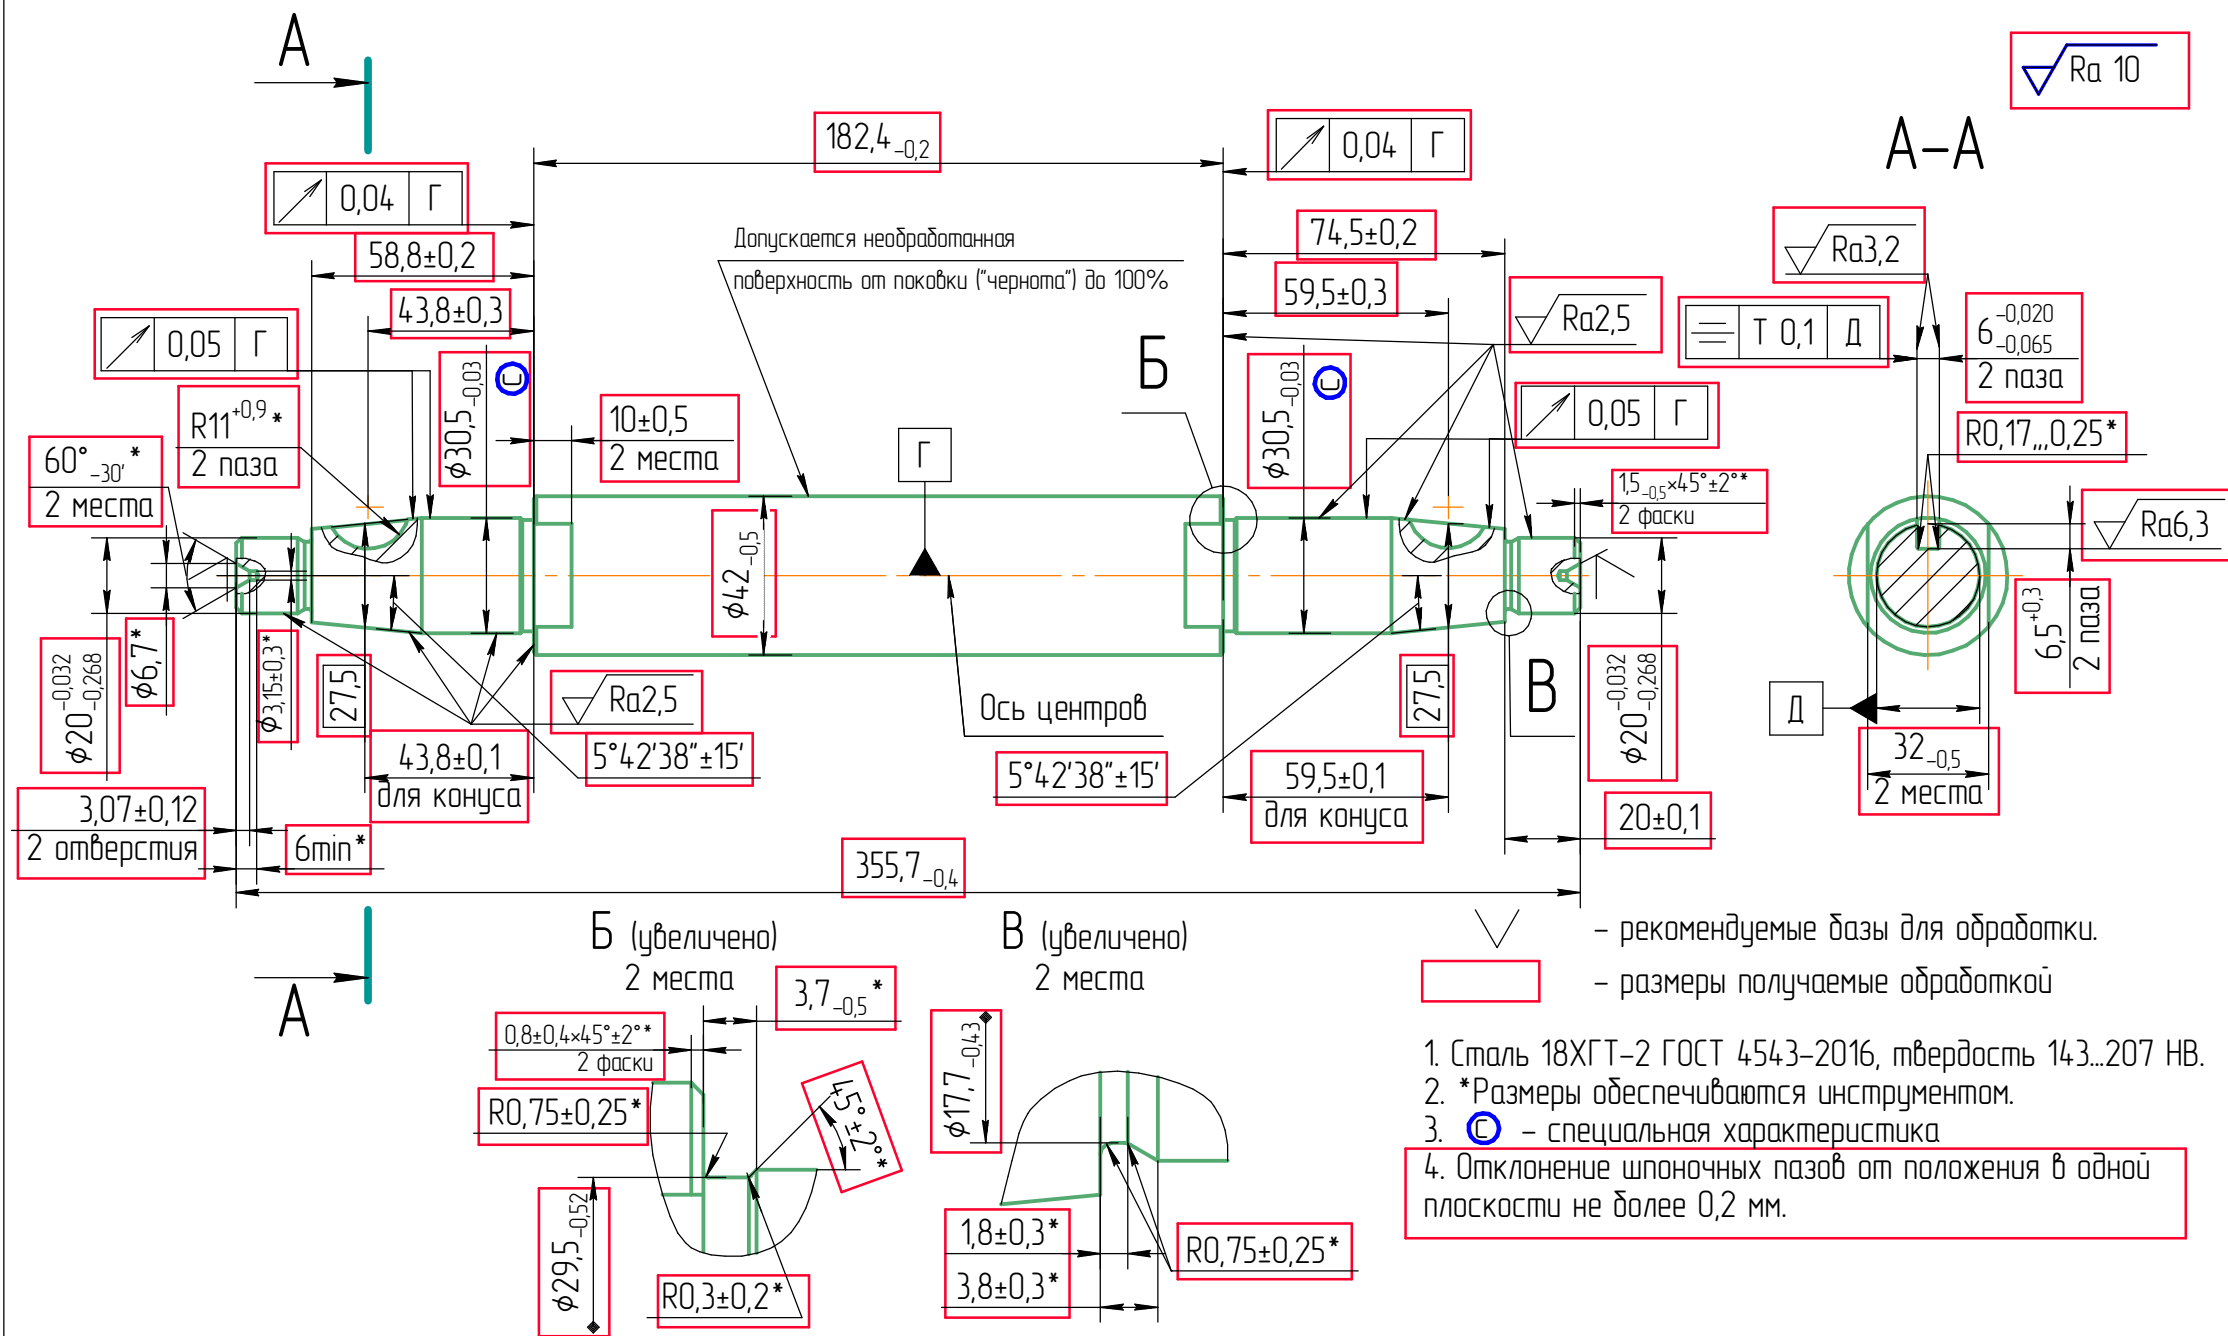 А
Ra 10
А-А
182,4 -0,2
0,04 Г
0,04 Г
58,8±0,2
43,8±0,3
Допускается необработанная
поверхность от поковки ("чернота") до 100%
74,5±0,2
59,5±0,3
Ra2,5
Ra3,2
Т 0,1 Д
6 -0,020 -0,065
2 паза
0,05 Г
R11 +0,9 *
2 паза
ϕ30,5 -0,03
С
10±0,5
2 места
Г
Б
ϕ30,5 -0,03
С
0,05 Г
R0,17...0,25*
60° -30' *
2 места
1,5 -0,5 ×45°±2°*
2 фаски
Ra6,3
ϕ42 -0,5
6,5 +0,3
2 паза
ϕ20 -0,032 -0,268
ϕ6,7*
ϕ3,15±0,3*
27,5
Ra2,5
Ось центров
27,5
В
ϕ20 -0,032 -0,268
Д
32 -0,5
2 места
43,8±0,1
для конуса
5°42'38"±15'
5°42'38"±15'
59,5±0,1
для конуса
3,07±0,12
2 отверстия
6min*
20±0,1
355,7 -0,4
А
Б (увеличено)
2 места
3,7 -0,5 *
0,8±0,4×45°±2°*
2 фаски
R0,75±0,25*
45°±2°*
ϕ29,5 -0,52
R0,3±0,2*
В (увеличено)
2 места
ϕ17,7 -0,43
1,8±0,3*
3,8±0,3*
R0,75±0,25*
– рекомендуемые базы для обработки.
– размеры получаемые обработкой
1. Сталь 18ХГТ-2 ГОСТ 4543-2016, твердость 143...207 НВ.
2. *Размеры обеспечиваются инструментом.
3. С – специальная характеристика
4. Отклонение шпоночных пазов от положения в одной
плоскости не более 0,2 мм.